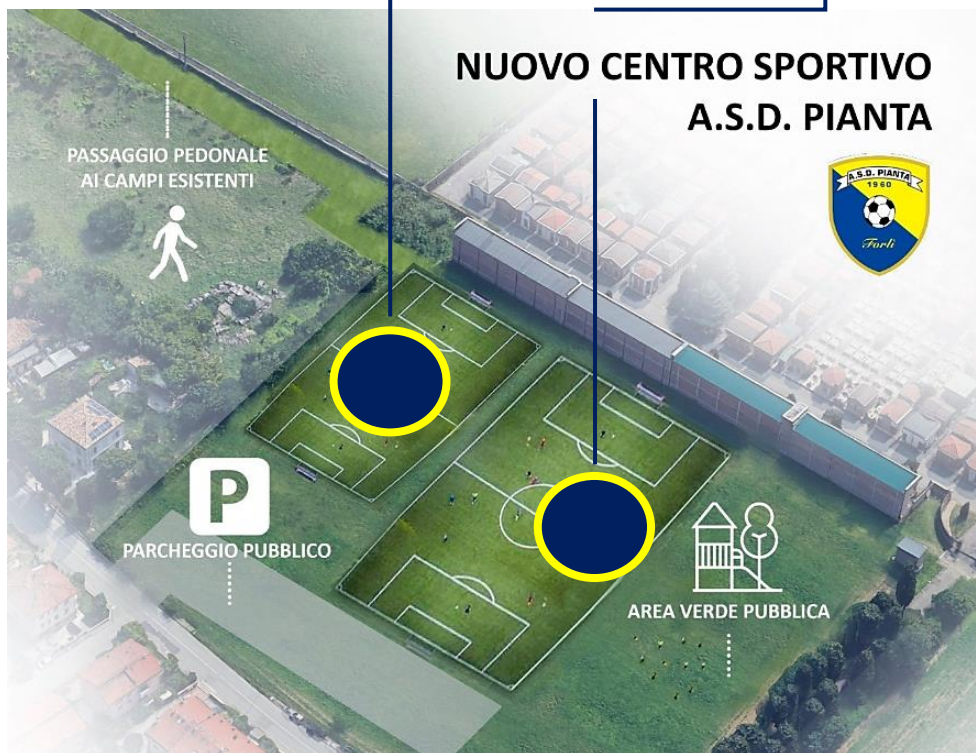 NUOVO CENTRO SPORTIVO
A.S.D. PIANTA
PASSAGGIO PEDONALE
AI CAMPI ESISTENTI
A.S.D. PIANTA
1960
Forlì
P
PARCHEGGIO PUBBLICO
AREA VERDE PUBBLICA